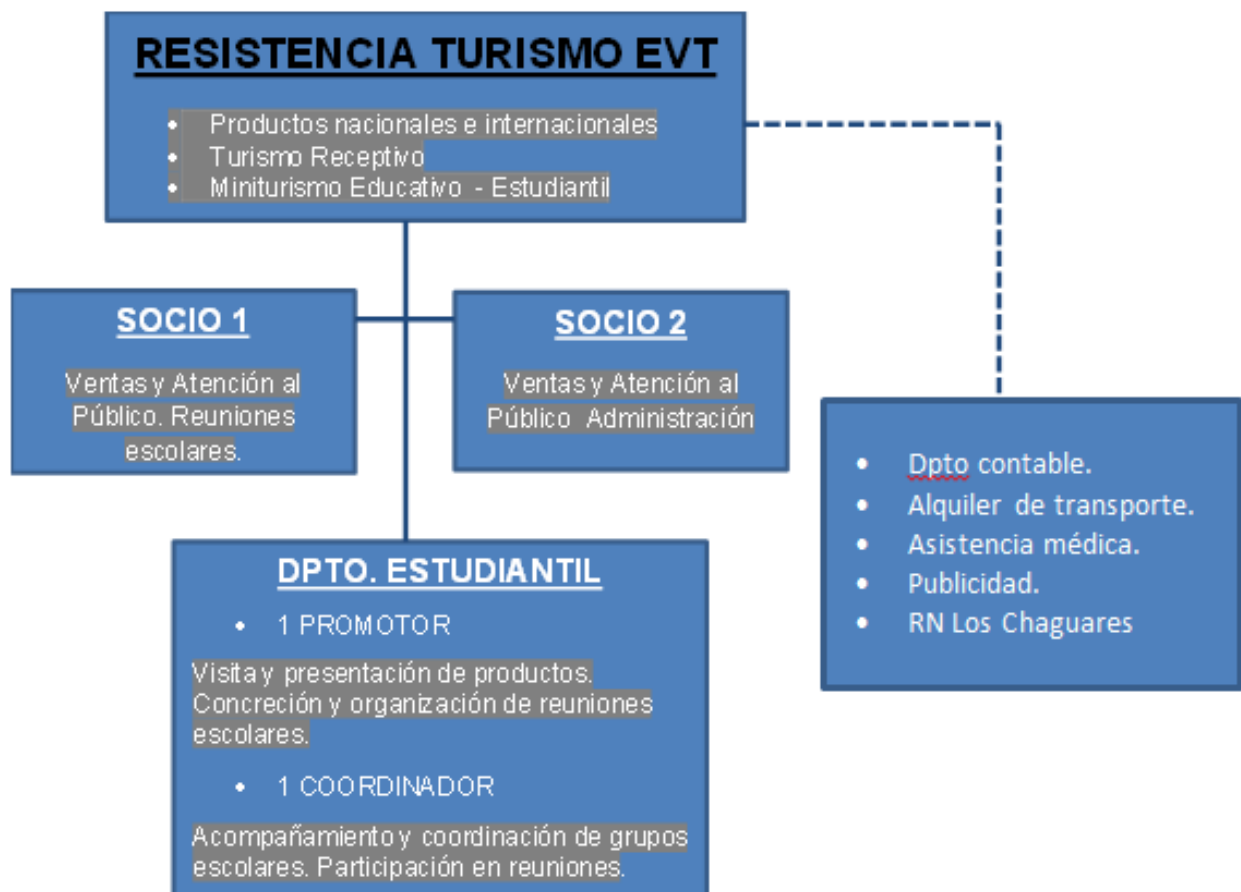 RESISTENCIA TURISMO EVT
• Productos nacionales e internacionales
• Turismo Receptivo
• Miniturismo Educativo - Estudiantil
SOCIO 1
Ventas y Atención al
Público. Reuniones
escolares.
SOCIO 2
Ventas y Atención al
Público Administración
• Dpto contable.
• Alquiler de transporte.
• Asistencia médica.
• Publicidad.
• RN Los Chaguares
DPTO. ESTUDIANTIL
• 1 PROMOTOR
Visita y presentación de productos.
Concreción y organización de reuniones
escolares.
• 1 COORDINADOR
Acompañamiento y coordinación de grupos
escolares. Participación en reuniones.